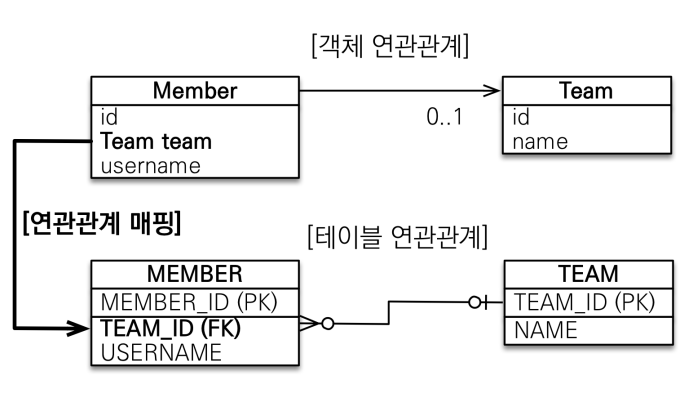 [객체 연관관계]
Member
id
Team team
username
0..1
Team
id
name
[연관관계 매핑]
[테이블 연관관계]
MEMBER
MEMBER_ID (PK)
TEAM_ID (FK)
USERNAME
TEAM
TEAM_ID (PK)
NAME